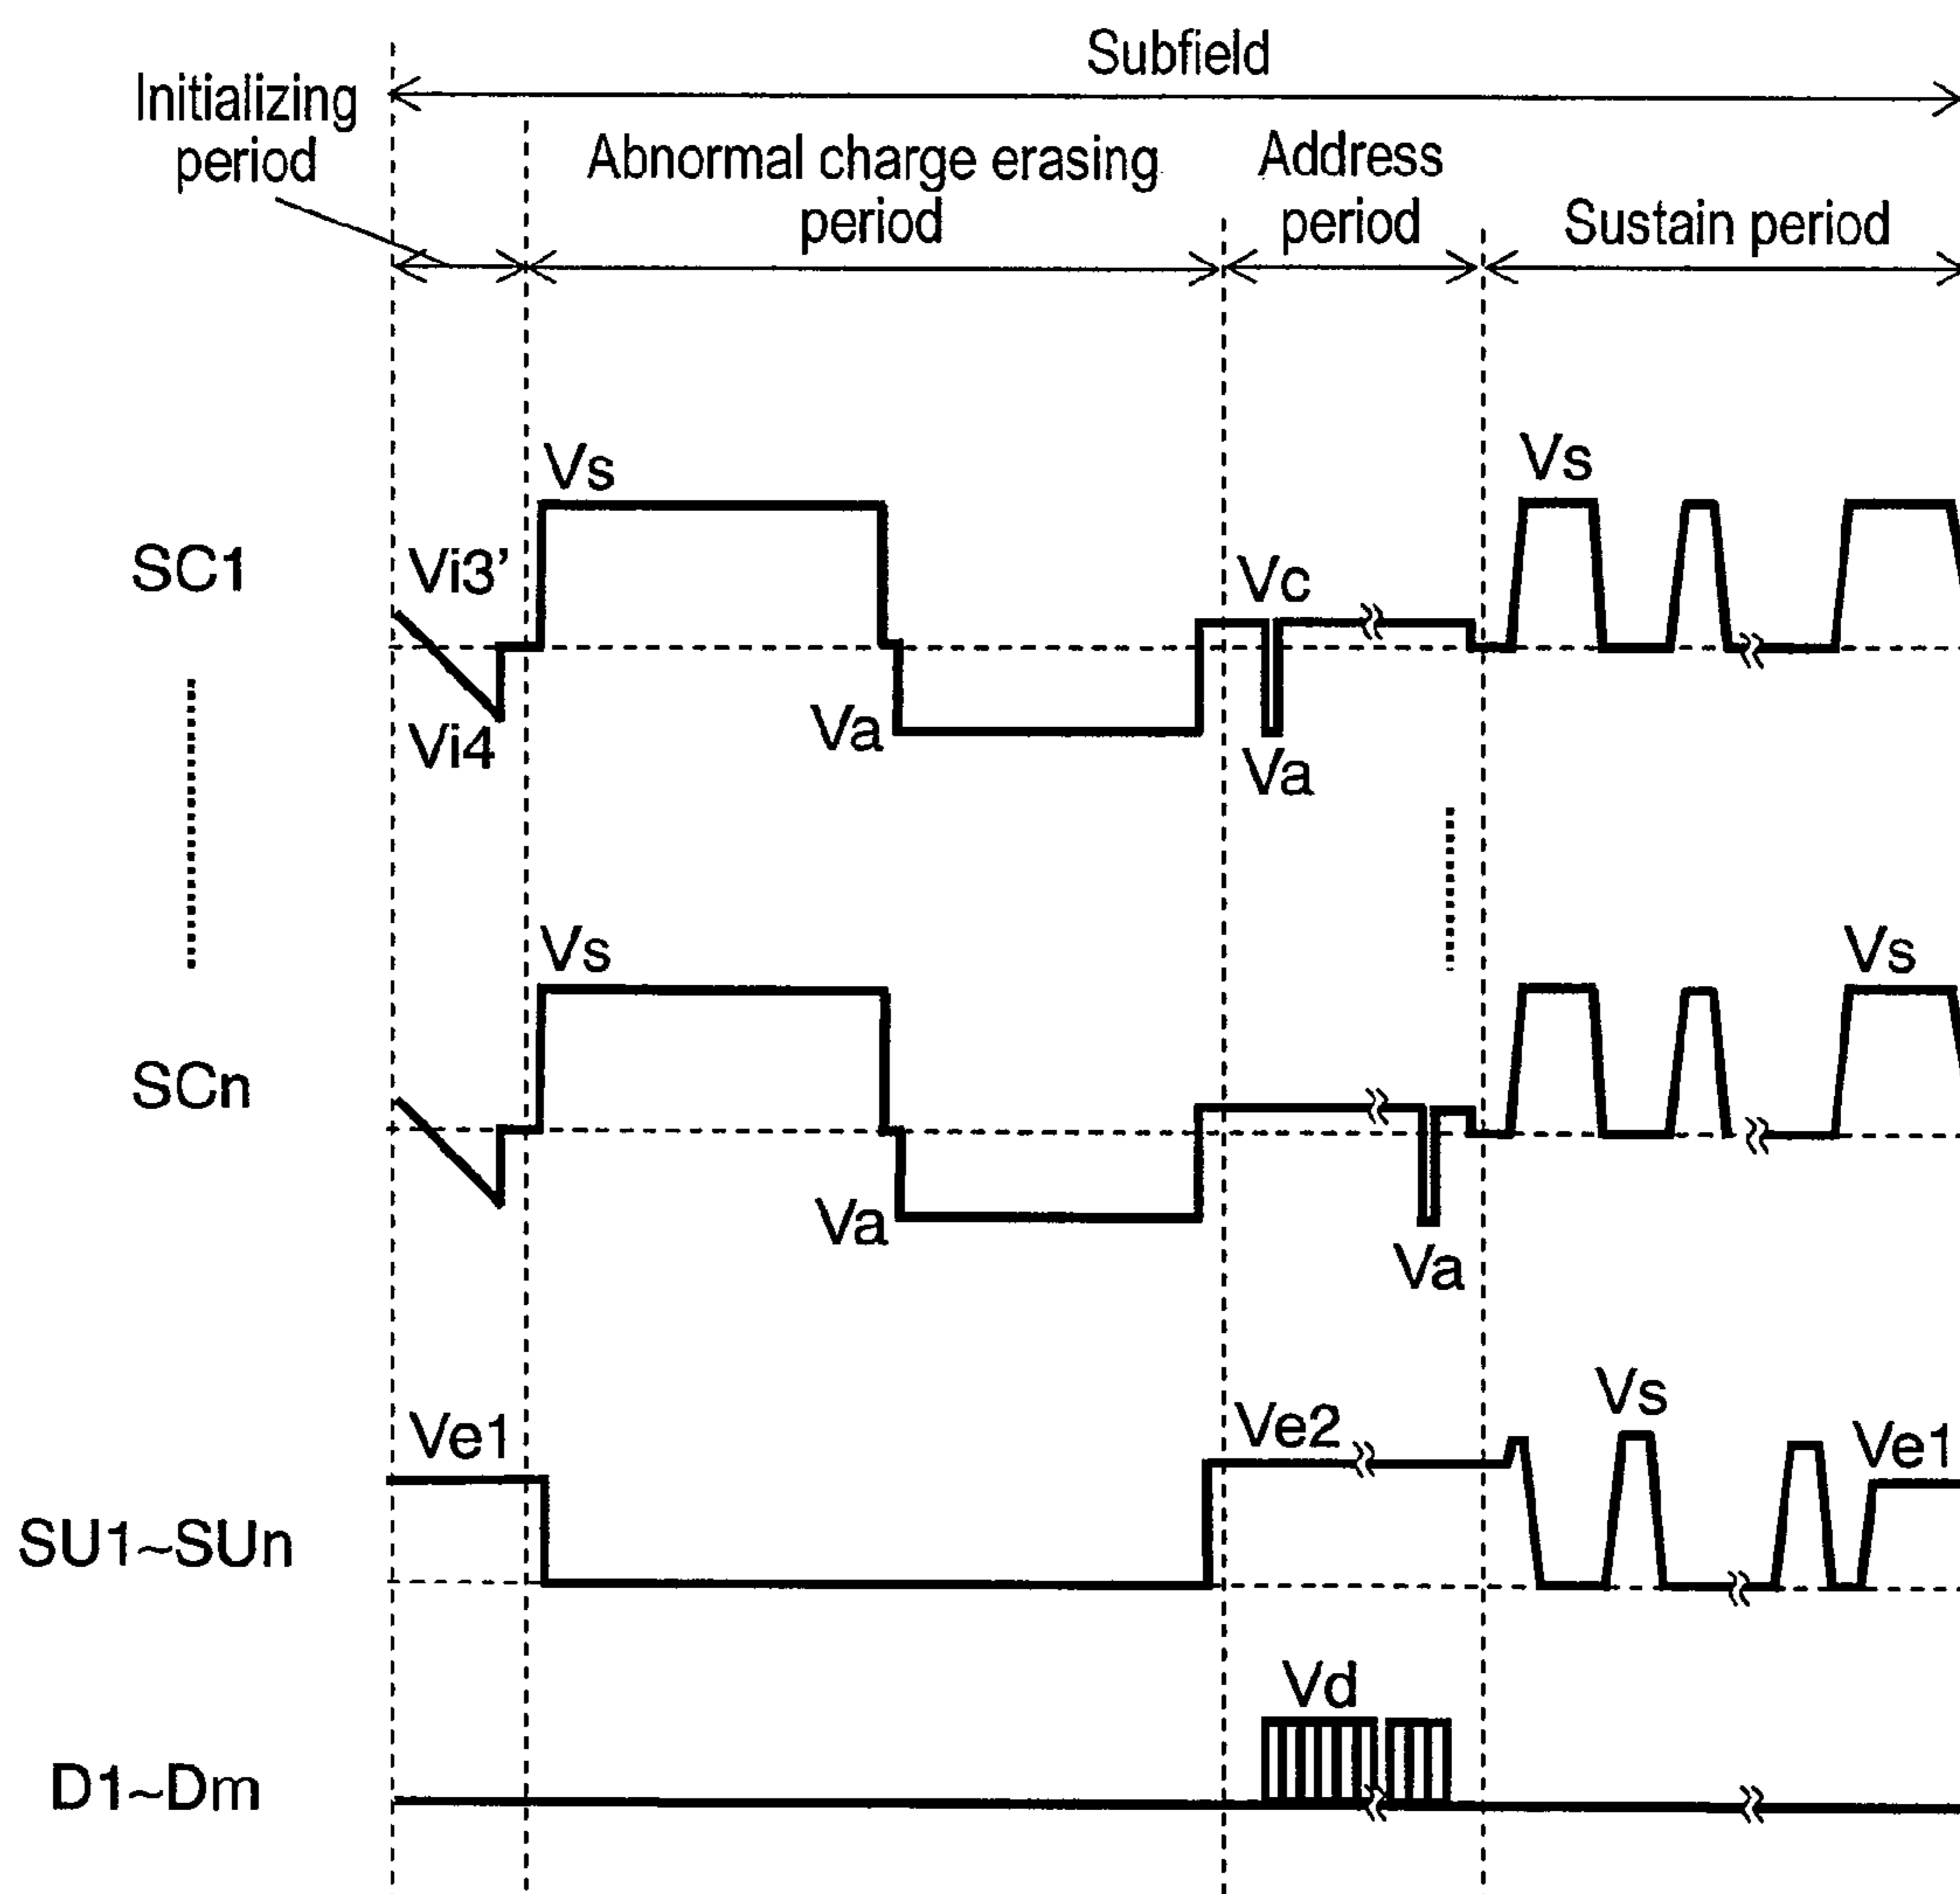 Subfield
Initializing
period
Abnormal charge erasing
period
Address
period
Sustain period
SC1
Vi3’
Vi4
Vs
Va
Vc
Va
Vs
SCn
Vs
Va
Va
Vs
SU1~SUn
Ve1
Ve2
Vs
Ve1
D1~Dm
Vd